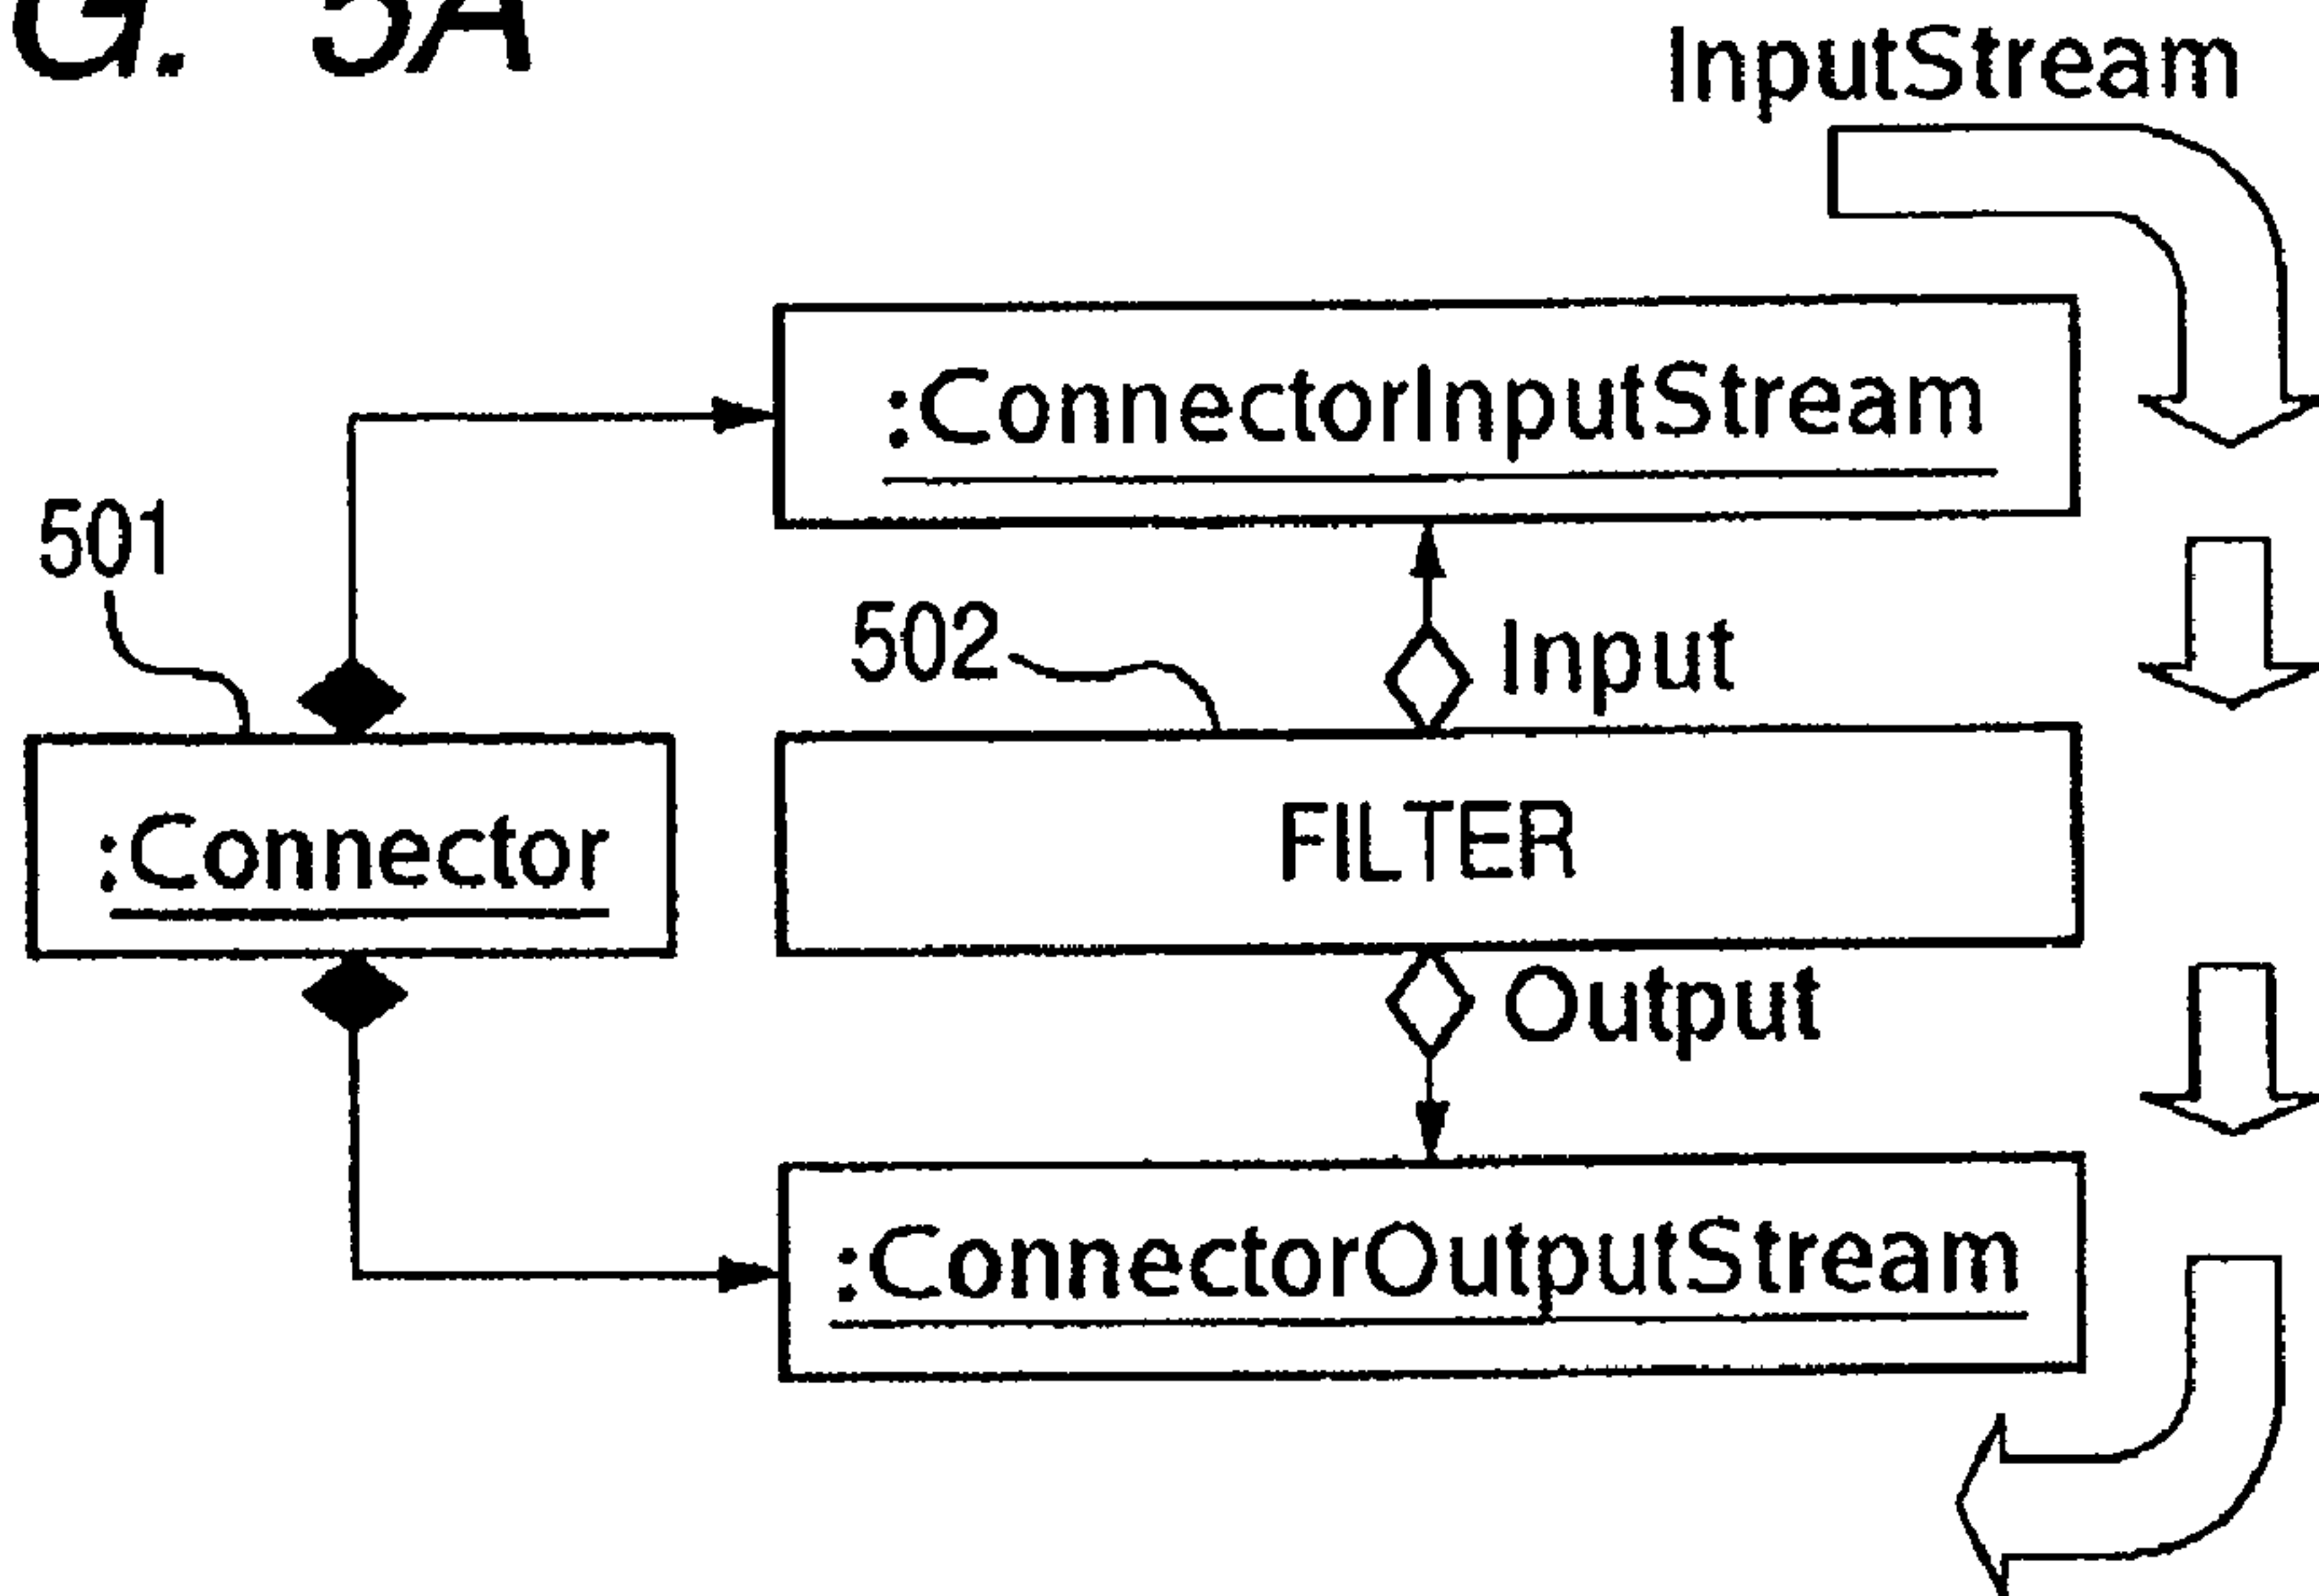 G. 5A
InputStream
:ConnectorInputStream
501
502
Input
:Connector
FILTER
Output
:ConnectorOutputStream